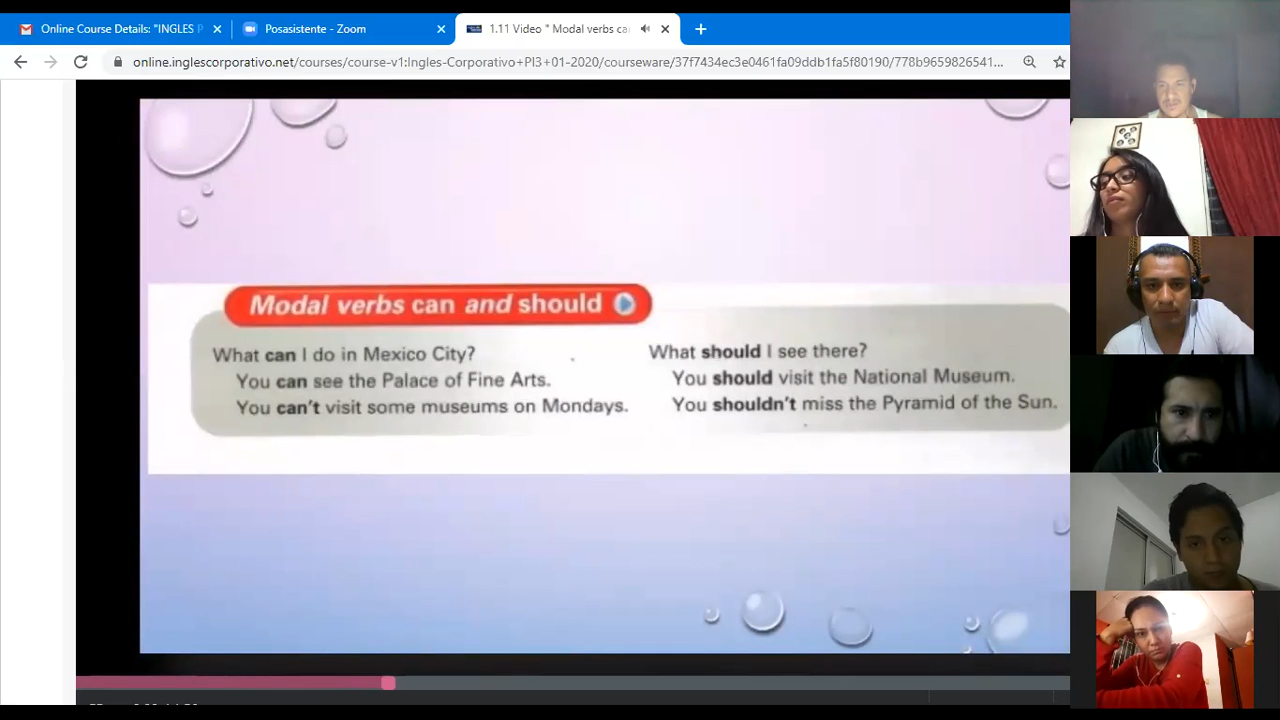 Online Course Details: "INGLES P
Posasistente - Zoom
1.11 Video " Modal verbs ca
online.inglescorporativo.net/courses/course-v1:Ingles-Corporativo+PI3+01-2020/courseware/37f7434ec3e0461fa09ddb1fa5f80190/778b9659826541...
Modal verbs can and should
What can I do in Mexico City?
You can see the Palace of Fine Arts.
You can't visit some museums on Mondays.
What should I see there?
You should visit the National Museum.
You shouldn't miss the Pyramid of the Sun.